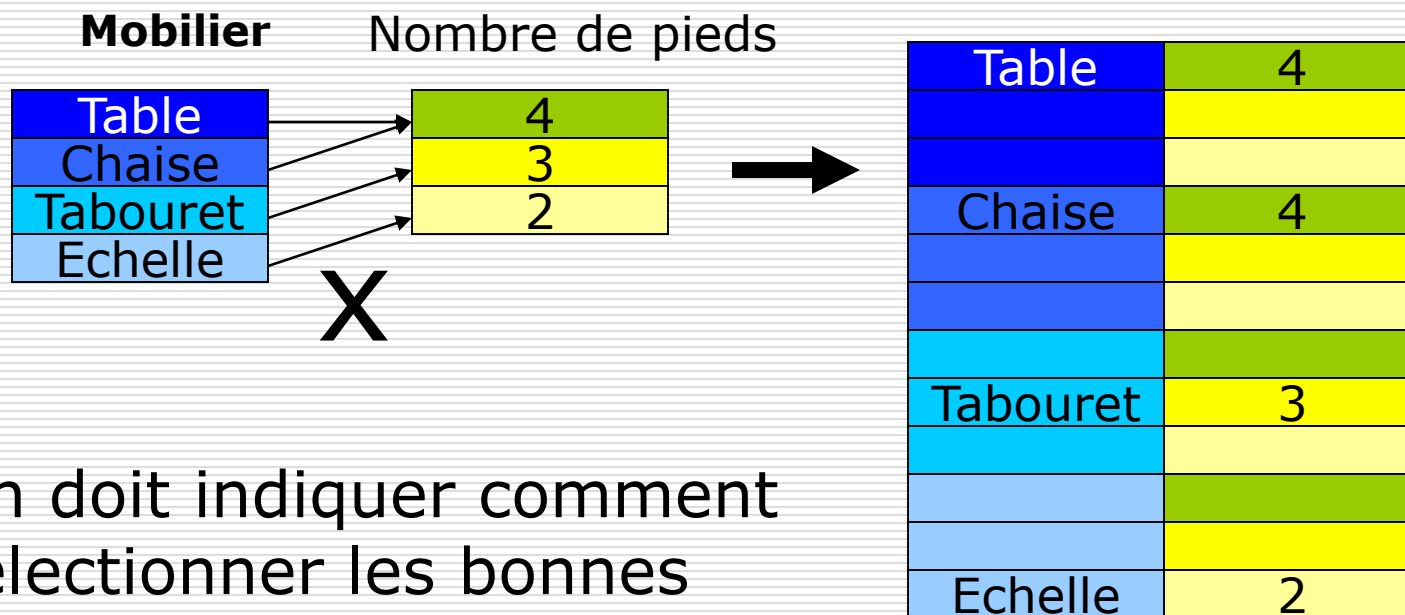 Mobilier Nombre de pieds
Table 4
Chaise 3
Tabouret 2
Echelle
X
doit indiquer comment
les bonnes
Table 4
Chaise 4
Tabouret 3
Echelle 2